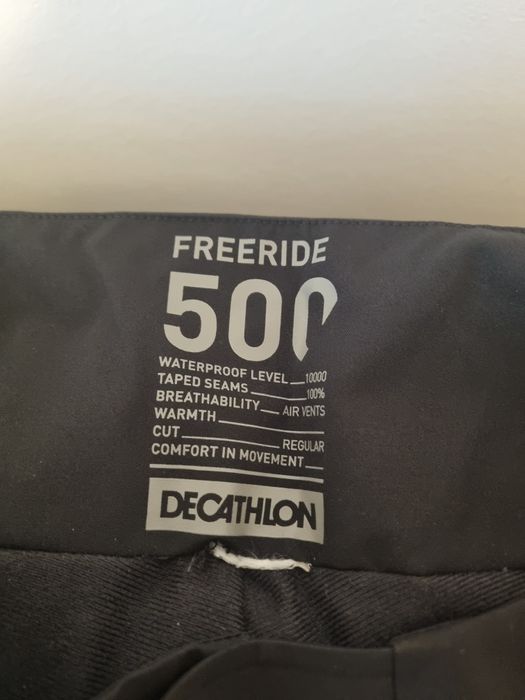 FREERIDE
500
WATERPROOF LEVEL 10000
TAPED SEAMS 100%
BREATHABILITY AIR VENTS
WARMTH
CUT REGULAR
COMFORT IN MOVEMENT
DECATHLON